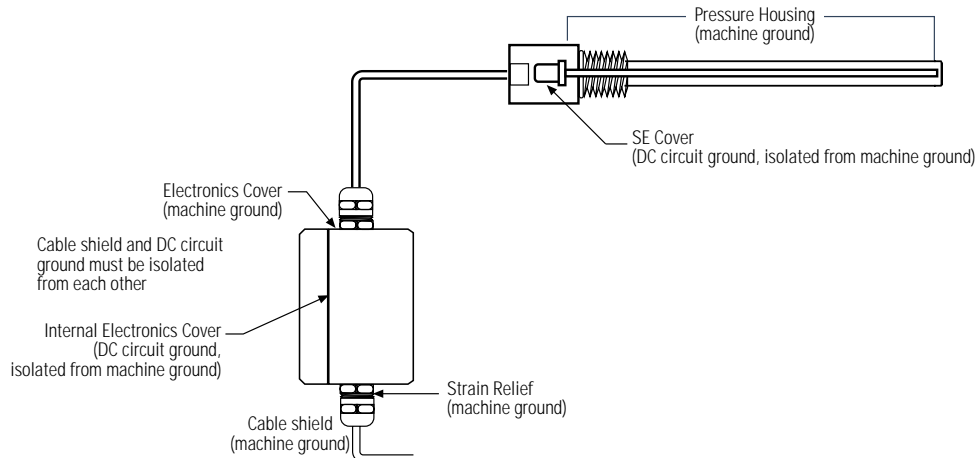 Pressure Housing
(machine ground)
SE Cover
(DC circuit ground, isolated from machine ground)
Electronics Cover
(machine ground)
Cable shield and DC circuit
ground must be isolated
from each other
Internal Electronics Cover
(DC circuit ground,
isolated from machine ground)
Strain Relief
(machine ground)
Cable shield
(machine ground)